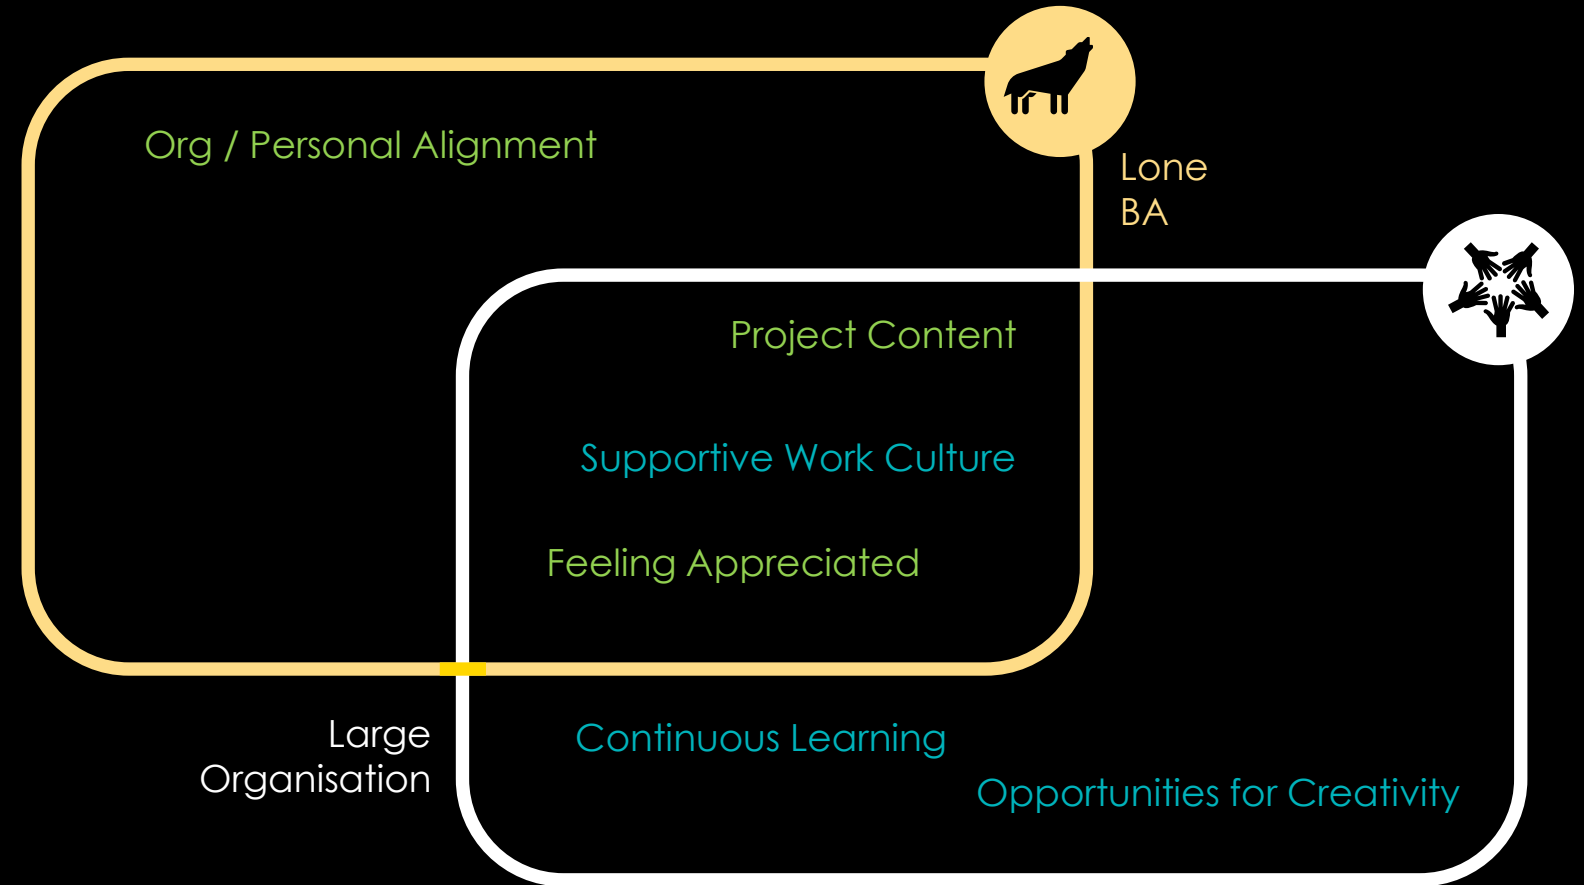 Org / Personal Alignment
Lone
BA
Project Content
Supportive Work Culture
Feeling Appreciated
Large
Organisation
Continuous Learning
Opportunities for Creativity